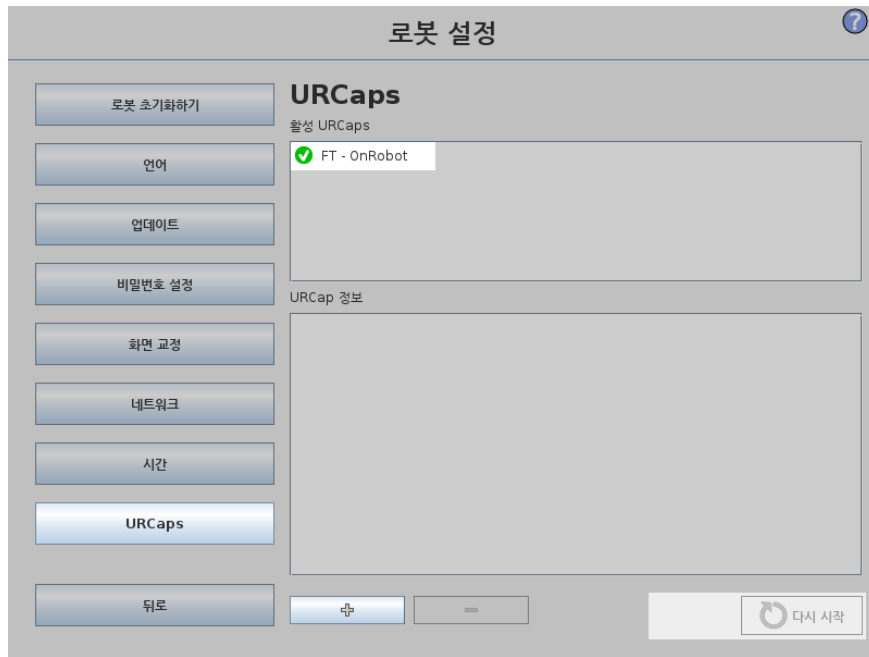 로봇 설정
?
로봇 초기화하기
언어
업데이트
비밀번호 설정
화면 교정
네트워크
시간
URCaps
뒤로
URCaps
활성 URCaps
FT - OnRobot
URCap 정보
다시 시작